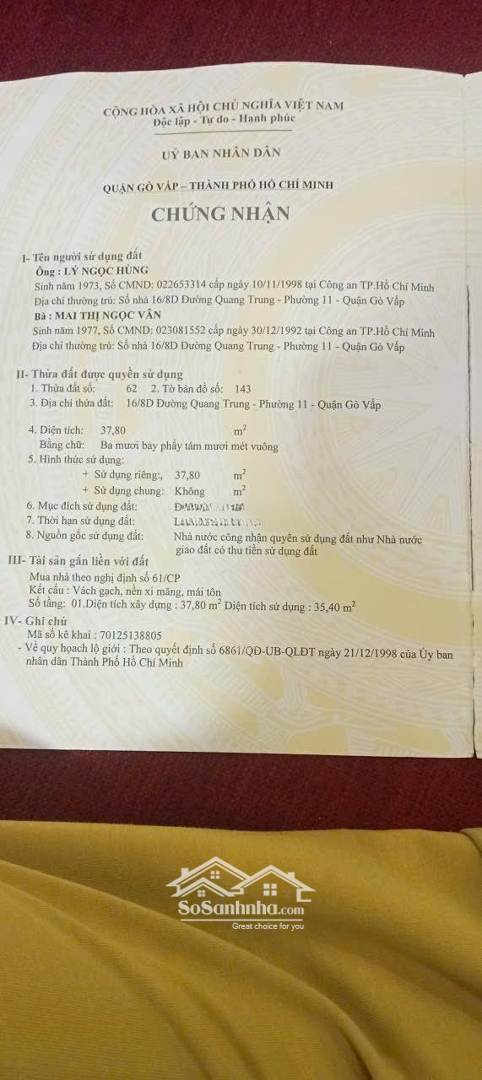 CỘNG HÒA XÃ HỘI CHỦ NGHĨA VIỆT NAM
Độc lập - Tự do - Hạnh phúc
UỶ BAN NHÂN DÂN
QUẬN GÒ VẤP – THÀNH PHỐ HỒ CHÍ MINH
CHỨNG NHẬN
I- Tên người sử dụng đất
Ông : LÝ NGỌC HÙNG
Sinh năm 1973, Số CMND: 022653314 cấp ngày 10/11/1998 tại Công an TP.Hồ Chí Minh
Địa chỉ thường trú: Số nhà 16/8D Đường Quang Trung - Phường 11 - Quận Gò Vấp
Bà : MAI THỊ NGỌC VÂN
Sinh năm 1977, Số CMND: 023081552 cấp ngày 30/12/1992 tại Công an TP.Hồ Chí Minh
Địa chỉ thường trú: Số nhà 16/8D Đường Quang Trung - Phường 11 - Quận Gò Vấp
II- Thửa đất được quyền sử dụng
1. Thửa đất số: 62 2. Tờ bản đồ số: 143
3. Địa chỉ thửa đất: 16/8D Đường Quang Trung - Phường 11 - Quận Gò Vấp
4. Diện tích: 37,80 m²
Bằng chữ: Ba mươi bảy phẩy tám mươi mét vuông
5. Hình thức sử dụng:
+ Sử dụng riêng:, 37,80 m²
+ Sử dụng chung: Không m²
6. Mục đích sử dụng đất:
7. Thời hạn sử dụng đất:
8. Nguồn gốc sử dụng đất: Nhà nước công nhận quyền sử dụng đất như Nhà nước
giao đất có thu tiền sử dụng đất
III- Tài sản gắn liền với đất
Mua nhà theo nghị định số 61/CP
Kết cấu : Vách gạch, nền xi măng, mái tôn
Số tầng: 01.Diện tích xây dựng : 37,80 m² Diện tích sử dụng : 35,40 m²
IV- Ghi chú
Mã số kê khai : 70125138805
- Về quy hoạch lộ giới : Theo quyết định số 6861/QĐ-UB-QLĐT ngày 21/12/1998 của Ủy ban
nhân dân Thành Phố Hồ Chí Minh
SoSanhnha.com
Great choice for you